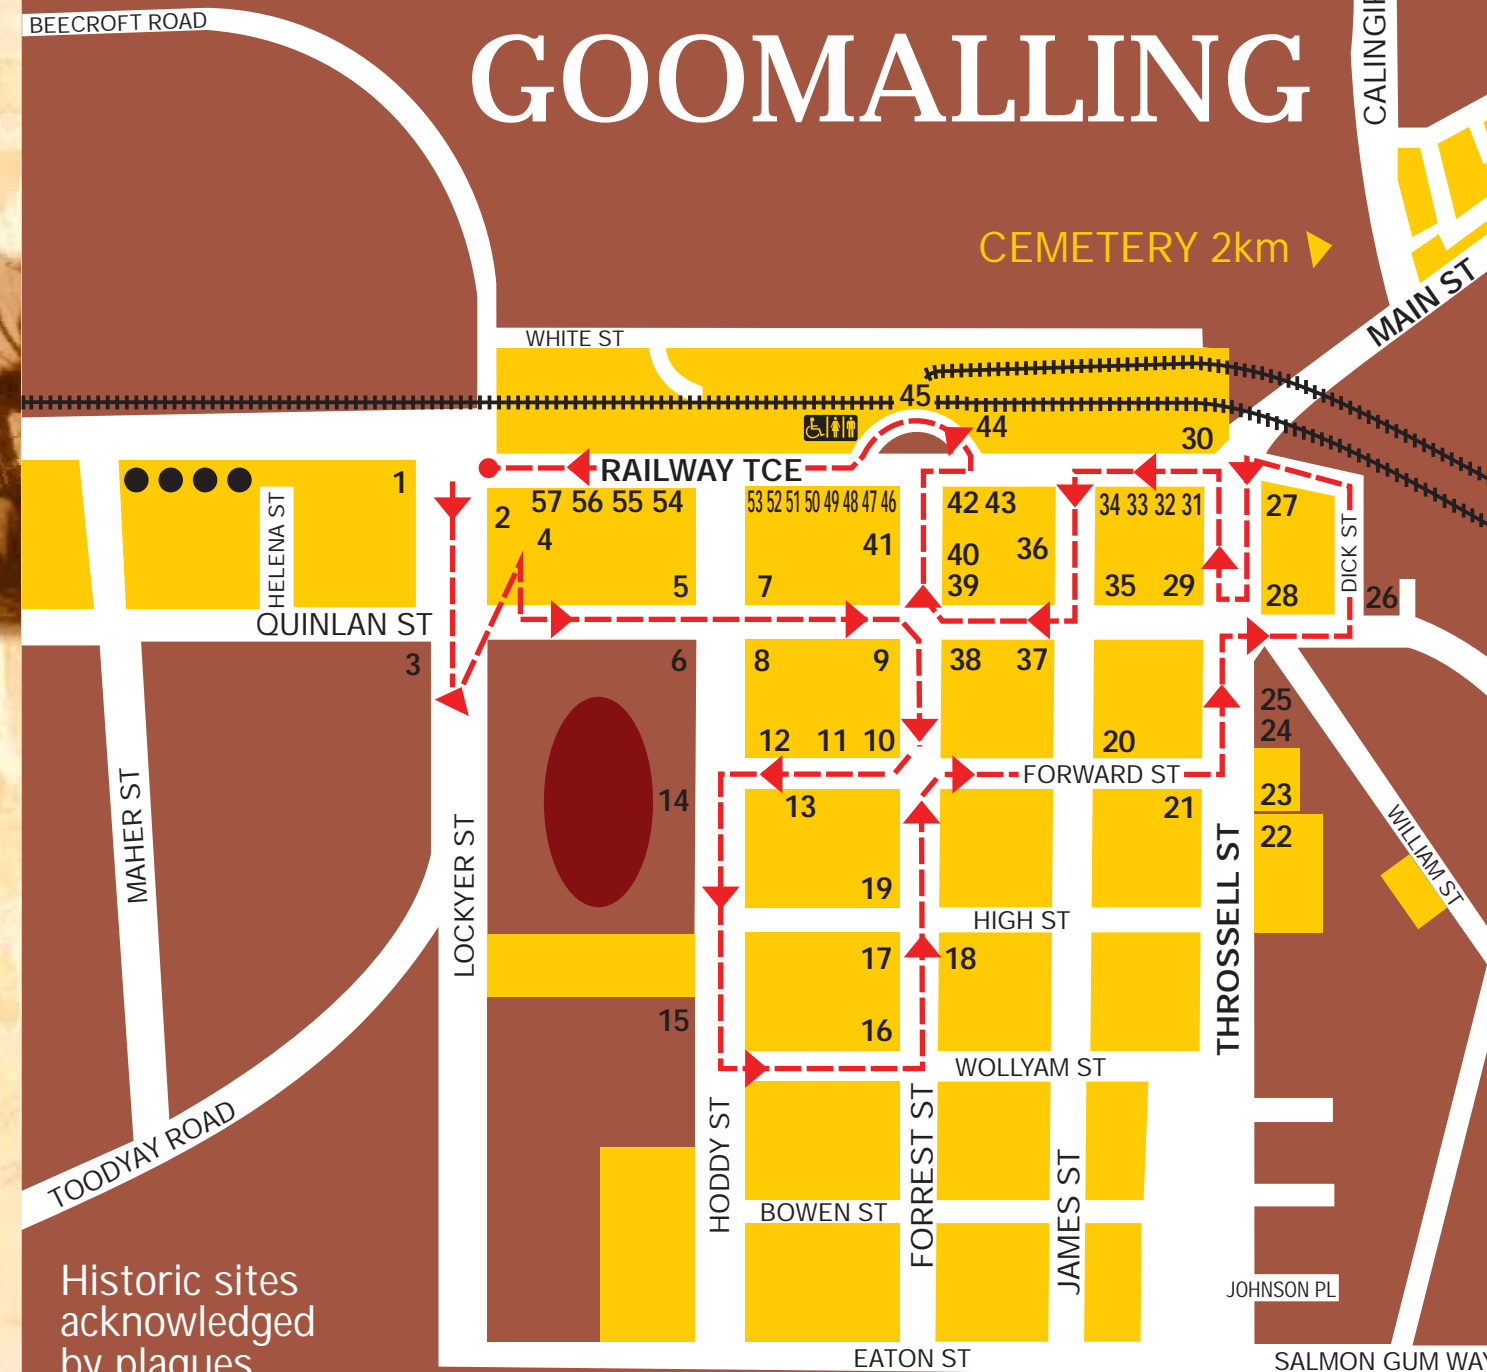 BEECROFT ROAD
GOOMALLING
CEMETERY 2km
MAIN ST
WHITE ST
45
44
30
RAILWAY TCE
1
2
57 56 55 54
53 52 51 50 49 48 47 46
42 43
34 33 32 31
27
4
41
40
36
39
5
7
35
29
28
26
HELENA ST
DICK ST
QUINLAN ST
3
6
8
9
38
37
25
24
12
11
10
20
FORWARD ST
14
13
21
23
22
MAHER ST
LOCKYER ST
THROSSELL ST
WILLIAM ST
19
HIGH ST
17
18
15
16
WOLLYAM ST
TOODYAY ROAD
HODDY ST
FORREST ST
JAMES ST
BOWEN ST
JOHNSON PL
Historic sites
acknowledged
by plaques
EATON ST
SALMON GUM WAY